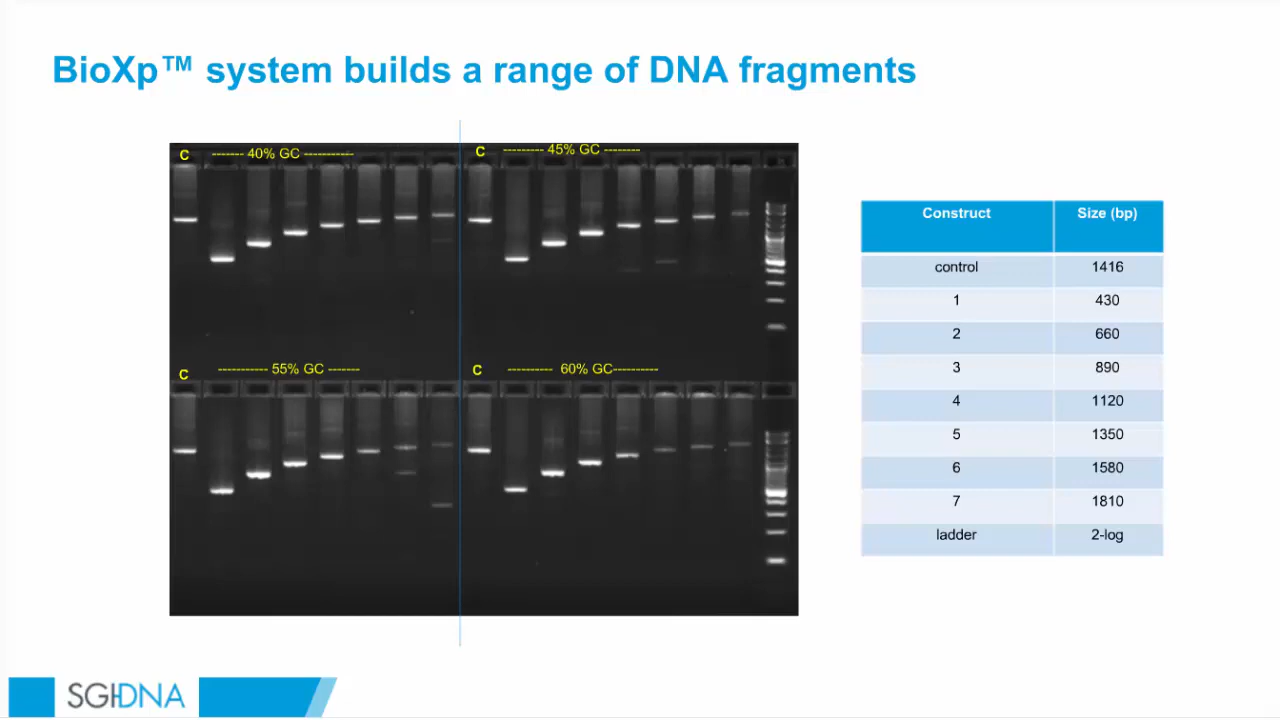 BioXp™ system builds a range of DNA fragments
C ------- 40% GC -----------
C --------- 45% GC --------
C ----------- 55% GC -------
C ---------- 60% GC----------
Construct Size (bp)
control 1416
1 430
2 660
3 890
4 1120
5 1350
6 1580
7 1810
ladder 2-log
SGI-DNA